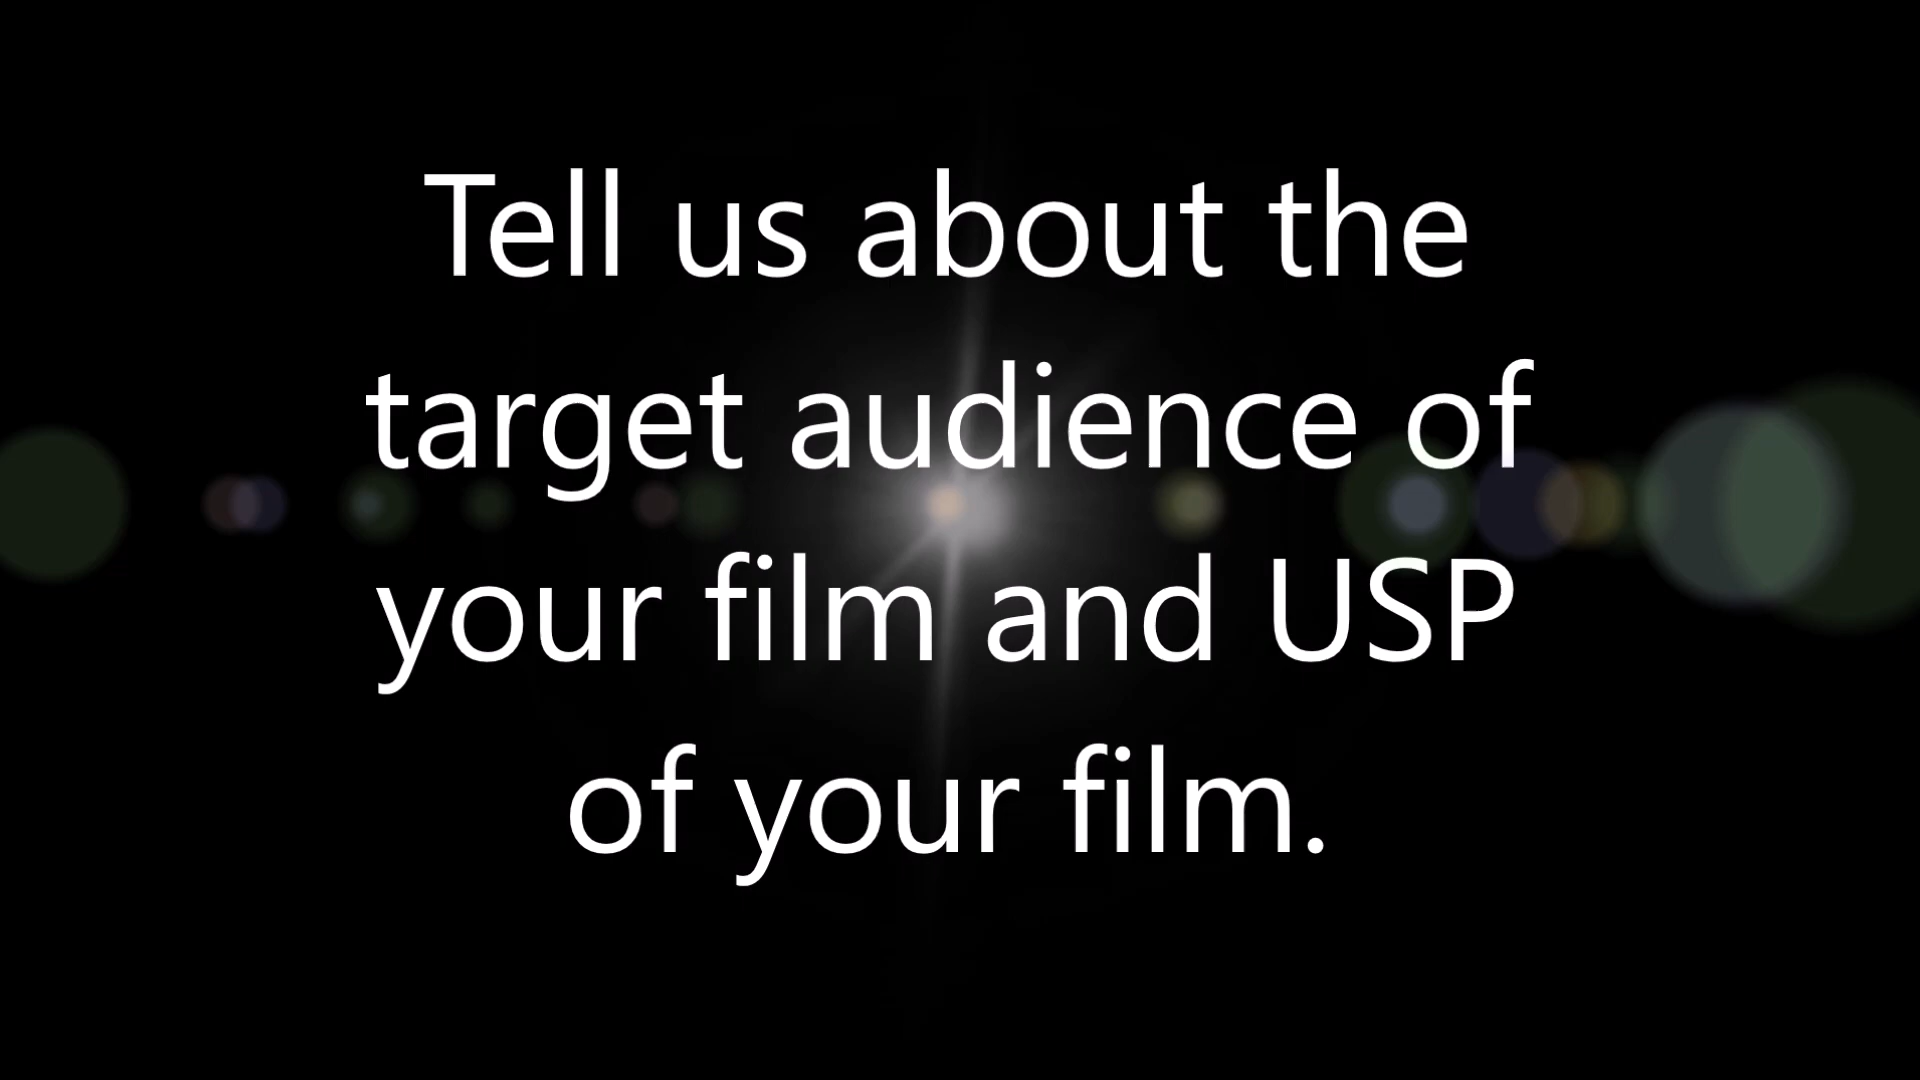 Tell us about the
target audience of
your film and USP
of your film.